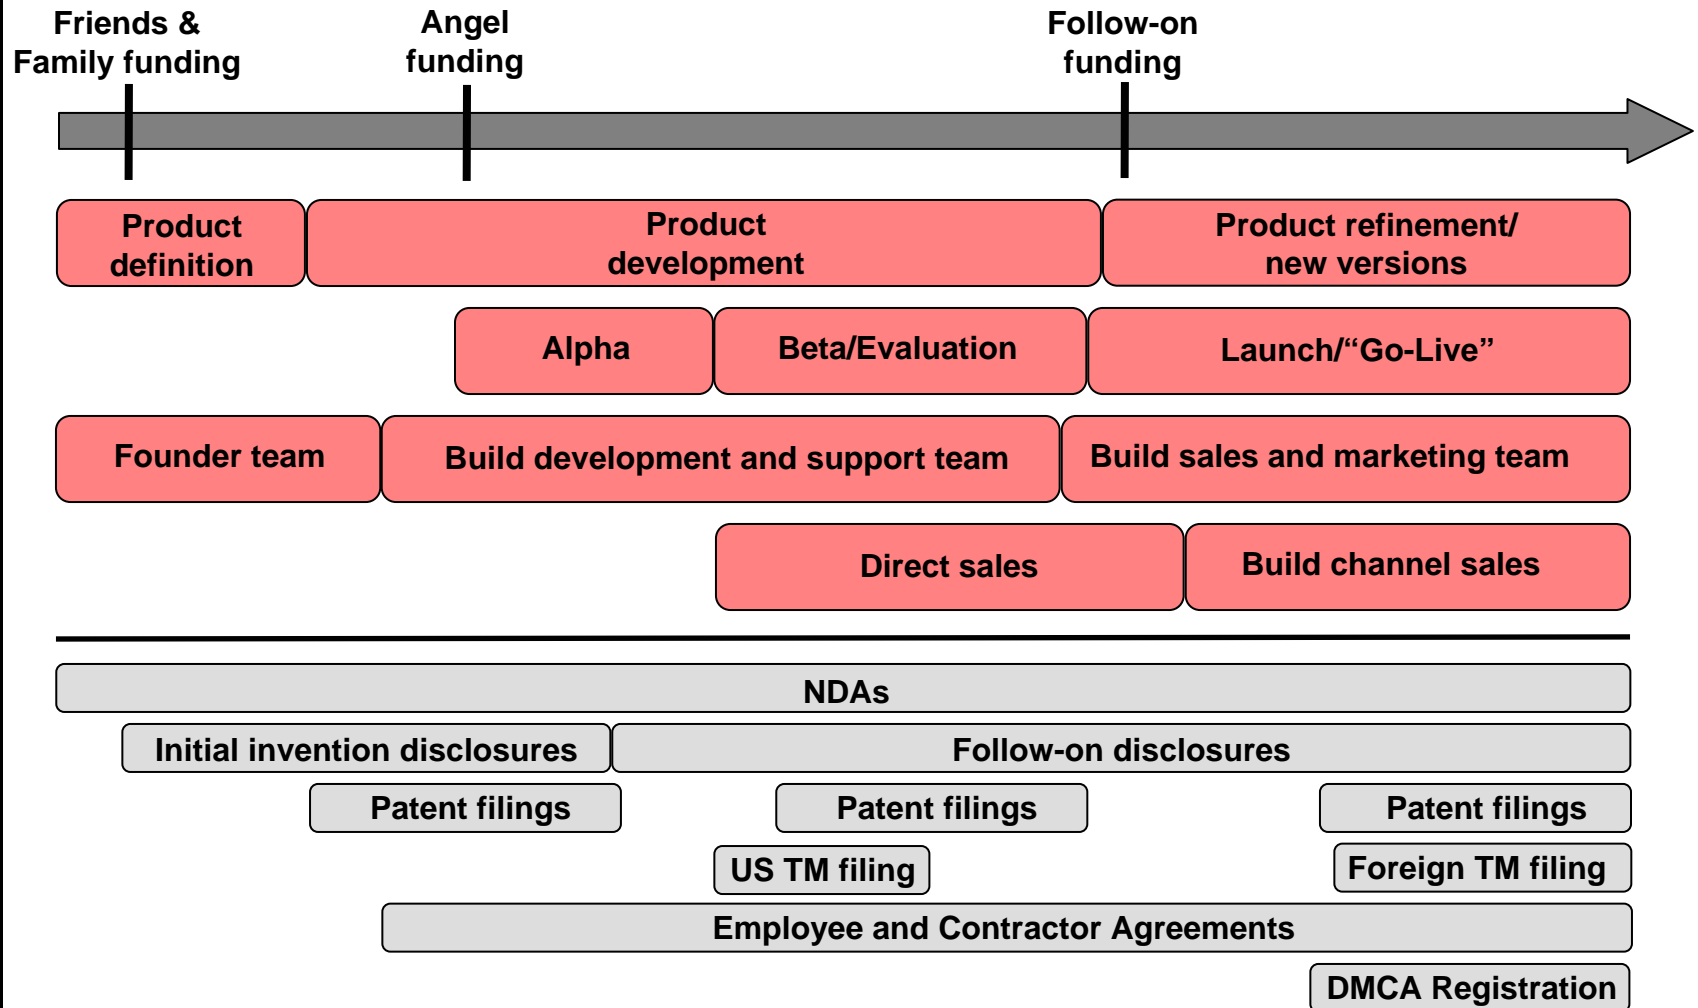 Friends &
Family funding
Angel
funding
Follow-on
funding
Product
definition
Product
development
Product refinement/
new versions
Alpha
Beta/Evaluation
Launch/“Go-Live”
Founder team
Build development and support team
Build sales and marketing team
Direct sales
Build channel sales
NDAs
Initial invention disclosures
Follow-on disclosures
Patent filings
Patent filings
Patent filings
US TM filing
Foreign TM filing
Employee and Contractor Agreements
DMCA Registration